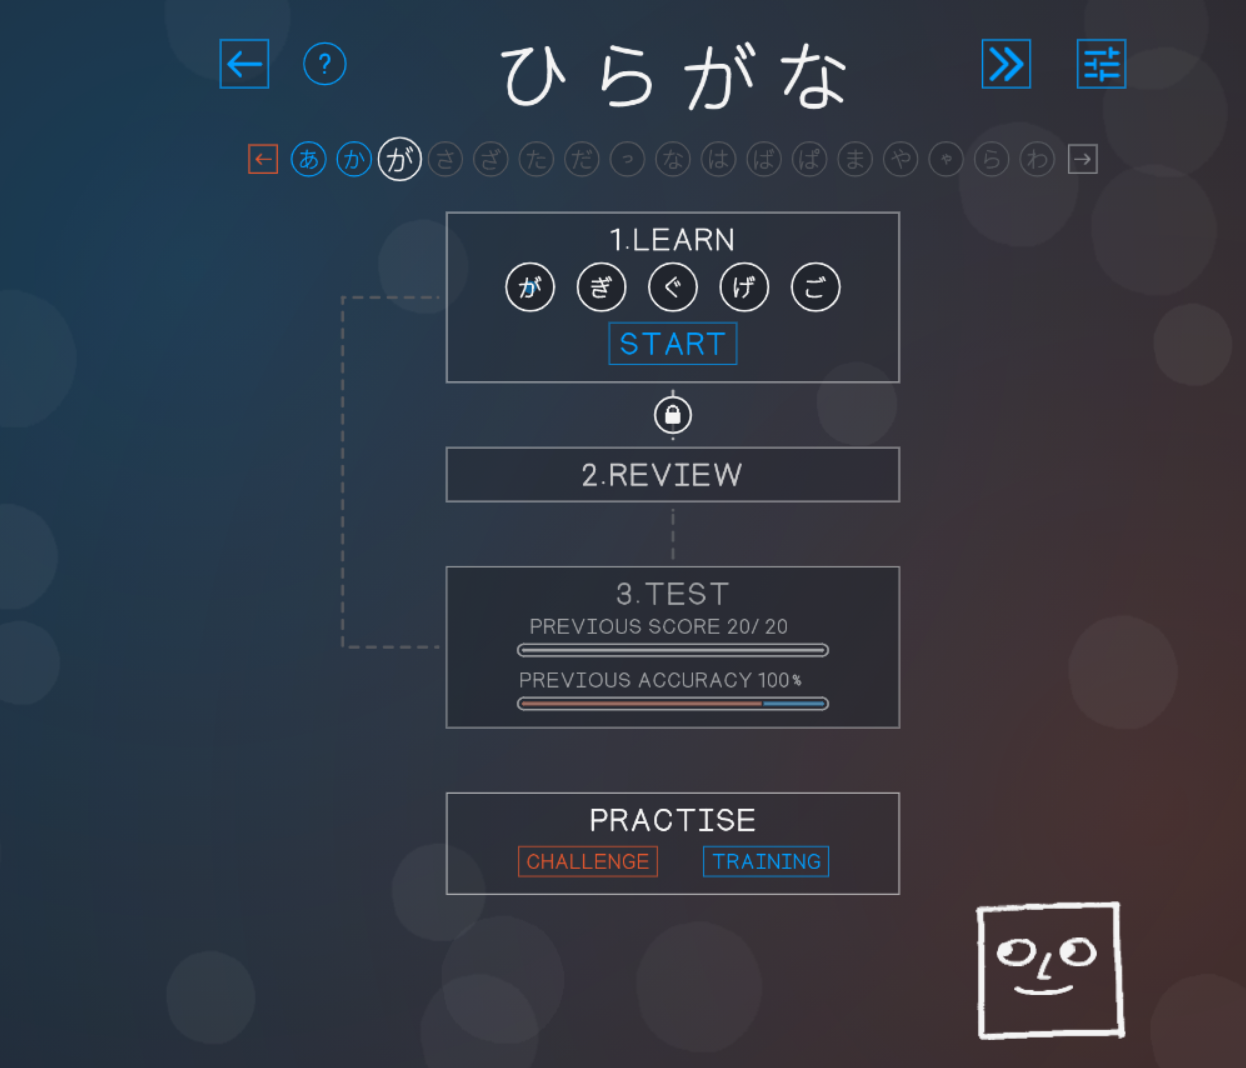 ?
ひらがな
あ か が さ ざ た だ っ な は ば ぱ ま や ゃ ら わ
1.LEARN
が ぎ ぐ げ ご
START
2.REVIEW
3.TEST
PREVIOUS SCORE 20/ 20
PREVIOUS ACCURACY 100%
PRACTISE
CHALLENGE TRAINING